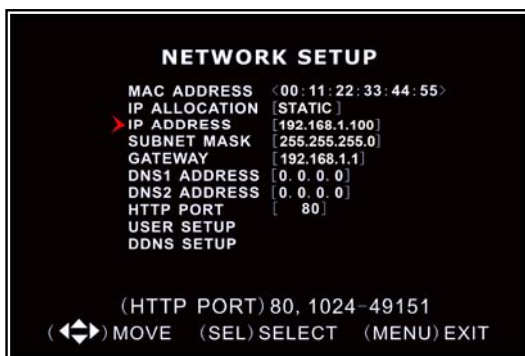 NETWORK SETUP
MAC ADDRESS <00:11:22:33:44:55>
IP ALLOCATION [STATIC]
IP ADDRESS [192.168.1.100]
SUBNET MASK [255.255.255.0]
GATEWAY [192.168.1.1]
DNS1 ADDRESS [0.0.0.0]
DNS2 ADDRESS [0.0.0.0]
HTTP PORT [ 80]
USER SETUP
DDNS SETUP
(HTTP PORT) 80, 1024-49151
( ) MOVE (SEL) SELECT (MENU) EXIT